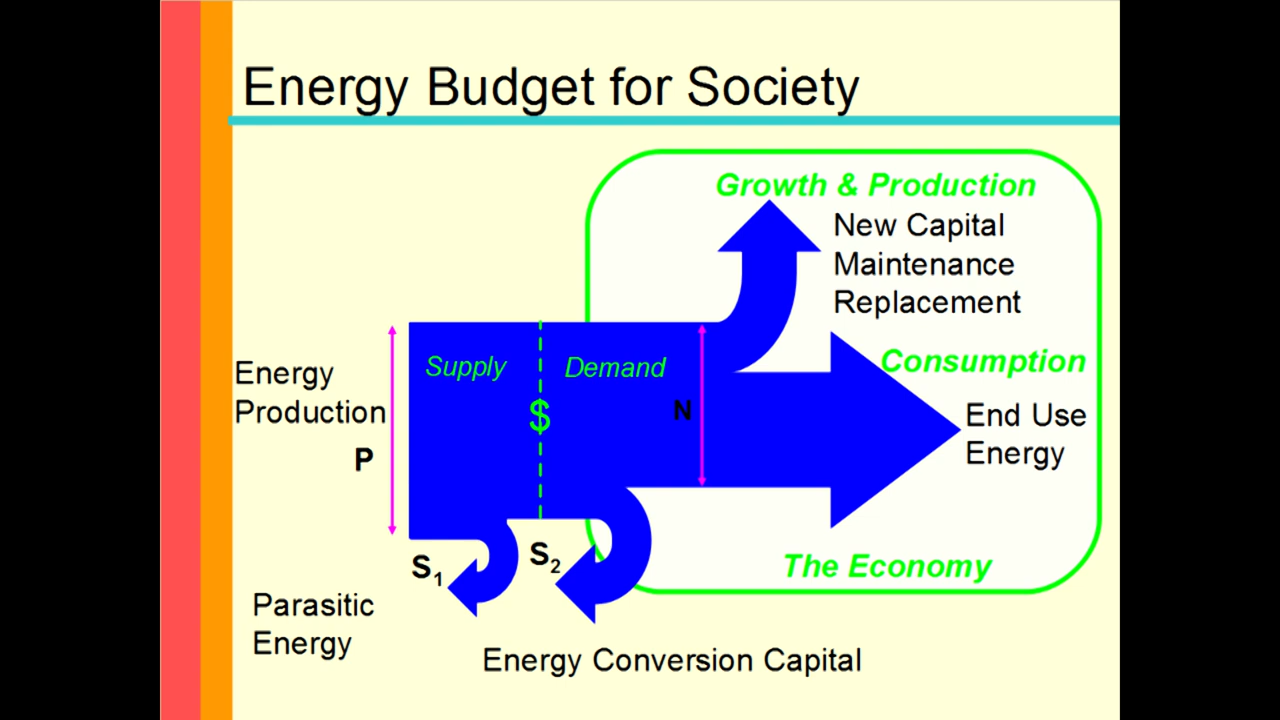 Energy Budget for Society
Growth & Production
New Capital
Maintenance
Replacement
Supply
Demand
Energy
Production
P
$
N
Consumption
End Use
Energy
S₁
S₂
The Economy
Parasitic
Energy
Energy Conversion Capital